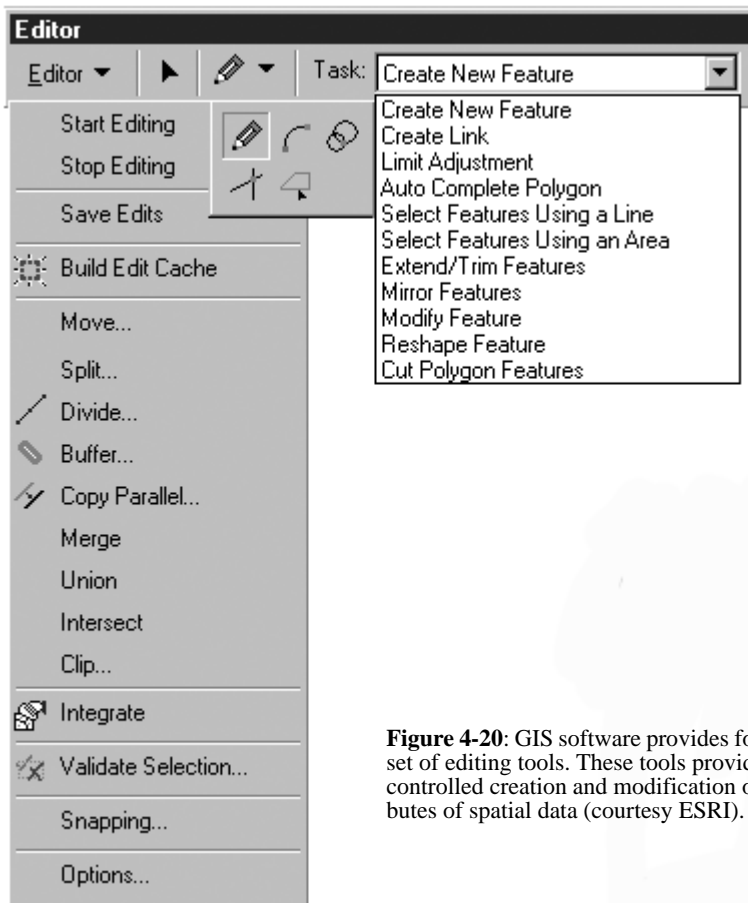 Editor
Editor Task: Create New Feature
Start Editing
Stop Editing
Save Edits
Build Edit Cache
Move...
Split...
Divide...
Buffer...
Copy Parallel...
Merge
Union
Intersect
Clip...
Integrate
Validate Selection...
Snapping...
Options...
Create New Feature
Create Link
Limit Adjustment
Auto Complete Polygon
Select Features Using a Line
Select Features Using an Area
Extend/Trim Features
Mirror Features
Modify Feature
Reshape Feature
Cut Polygon Features
Figure 4-20: GIS software provides
set of editing tools. These tools
controlled creation and modification
butes of spatial data (courtesy ESRI).